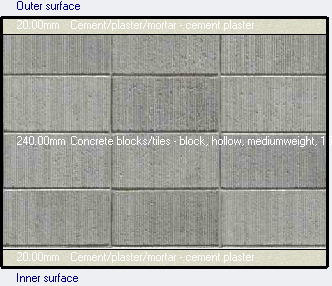 Outer surface
20.00mm Cement/plaster/mortar - cement plaster
240.00mm Concrete blocks/tiles - block, hollow, mediumweight, 1
20.00mm Cement/plaster/mortar - cement plaster
Inner surface